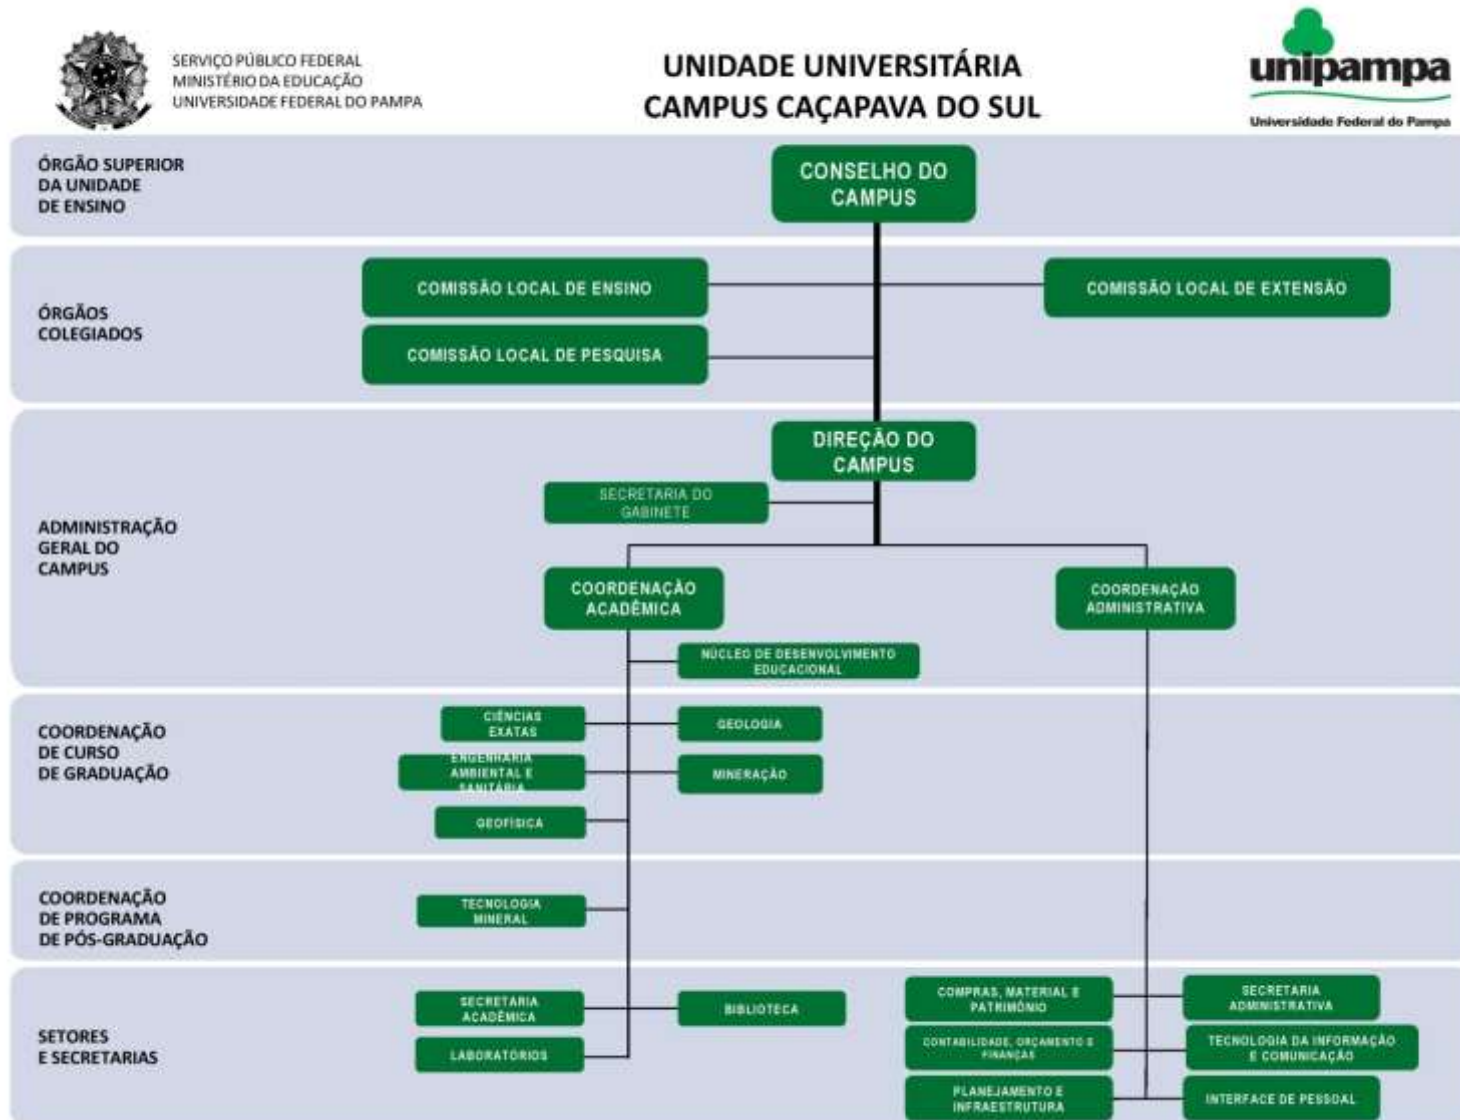 SERVIÇO PÚBLICO FEDERAL
MINISTÉRIO DA EDUCAÇÃO
UNIVERSIDADE FEDERAL DO PAMPA
UNIDADE UNIVERSITÁRIA
CAMPUS CAÇAPAVA DO SUL
unipampa
Universidade Federal do Pampa
ÓRGÃO SUPERIOR
DA UNIDADE
DE ENSINO
CONSELHO DO
CAMPUS
ÓRGÃOS
COLEGIADOS
COMISSÃO LOCAL DE ENSINO
COMISSÃO LOCAL DE EXTENSÃO
COMISSÃO LOCAL DE PESQUISA
ADMINISTRAÇÃO
GERAL DO
CAMPUS
DIREÇÃO DO
CAMPUS
SECRETARIA DO
GABINETE
COORDENAÇÃO
ACADÊMICA
COORDENAÇÃO
ADMINISTRATIVA
NÚCLEO DE DESENVOLVIMENTO
EDUCACIONAL
COORDENAÇÃO
DE CURSO
DE GRADUAÇÃO
CIÊNCIAS
EXATAS
GEOLOGIA
ENGENHARIA
AMBIENTAL E
SANITÁRIA
MINERAÇÃO
GEOFÍSICA
COORDENAÇÃO
DE PROGRAMA
DE PÓS-GRADUAÇÃO
TECNOLOGIA
MINERAL
SETORES
E SECRETARIAS
SECRETARIA
ACADÊMICA
BIBLIOTECA
LABORATÓRIOS
COMPRAS, MATERIAL E
PATRIMÔNIO
SECRETARIA
ADMINISTRATIVA
CONTABILIDADE, ORÇAMENTO E
FINANÇAS
TECNOLOGIA DA INFORMAÇÃO
E COMUNICAÇÃO
PLANEJAMENTO E
INFRAESTRUTURA
INTERFACE DE PESSOAL